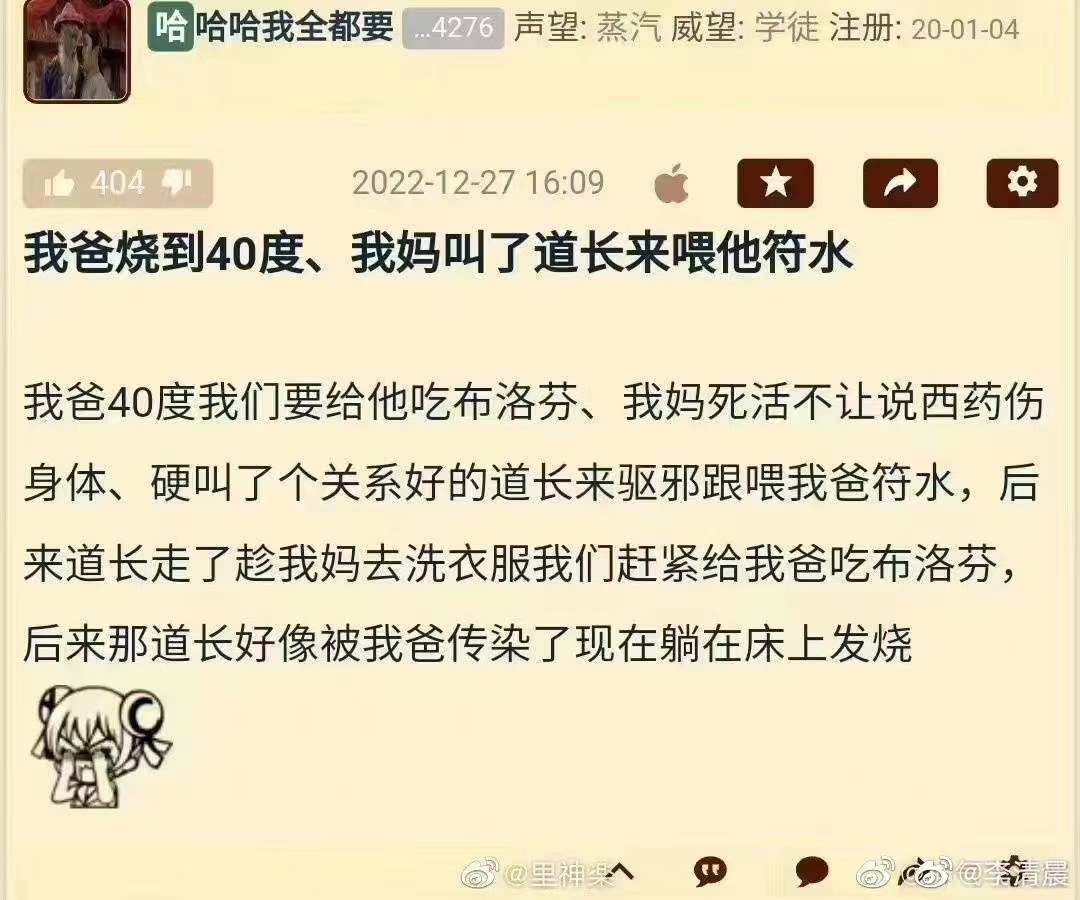 哈哈哈我全都要 ...4276 声望: 蒸汽 威望: 学徒 注册: 20-01-04
404 2022-12-27 16:09
我爸烧到40度、我妈叫了道长来喂他符水
我爸40度我们要给他吃布洛芬、我妈死活不让说西药伤
身体、硬叫了个关系好的道长来驱邪跟喂我爸符水，后
来道长走了趁我妈去洗衣服我们赶紧给我爸吃布洛芬，
后来那道长好像被我爸传染了现在躺在床上发烧
@里神楽 @李清晨